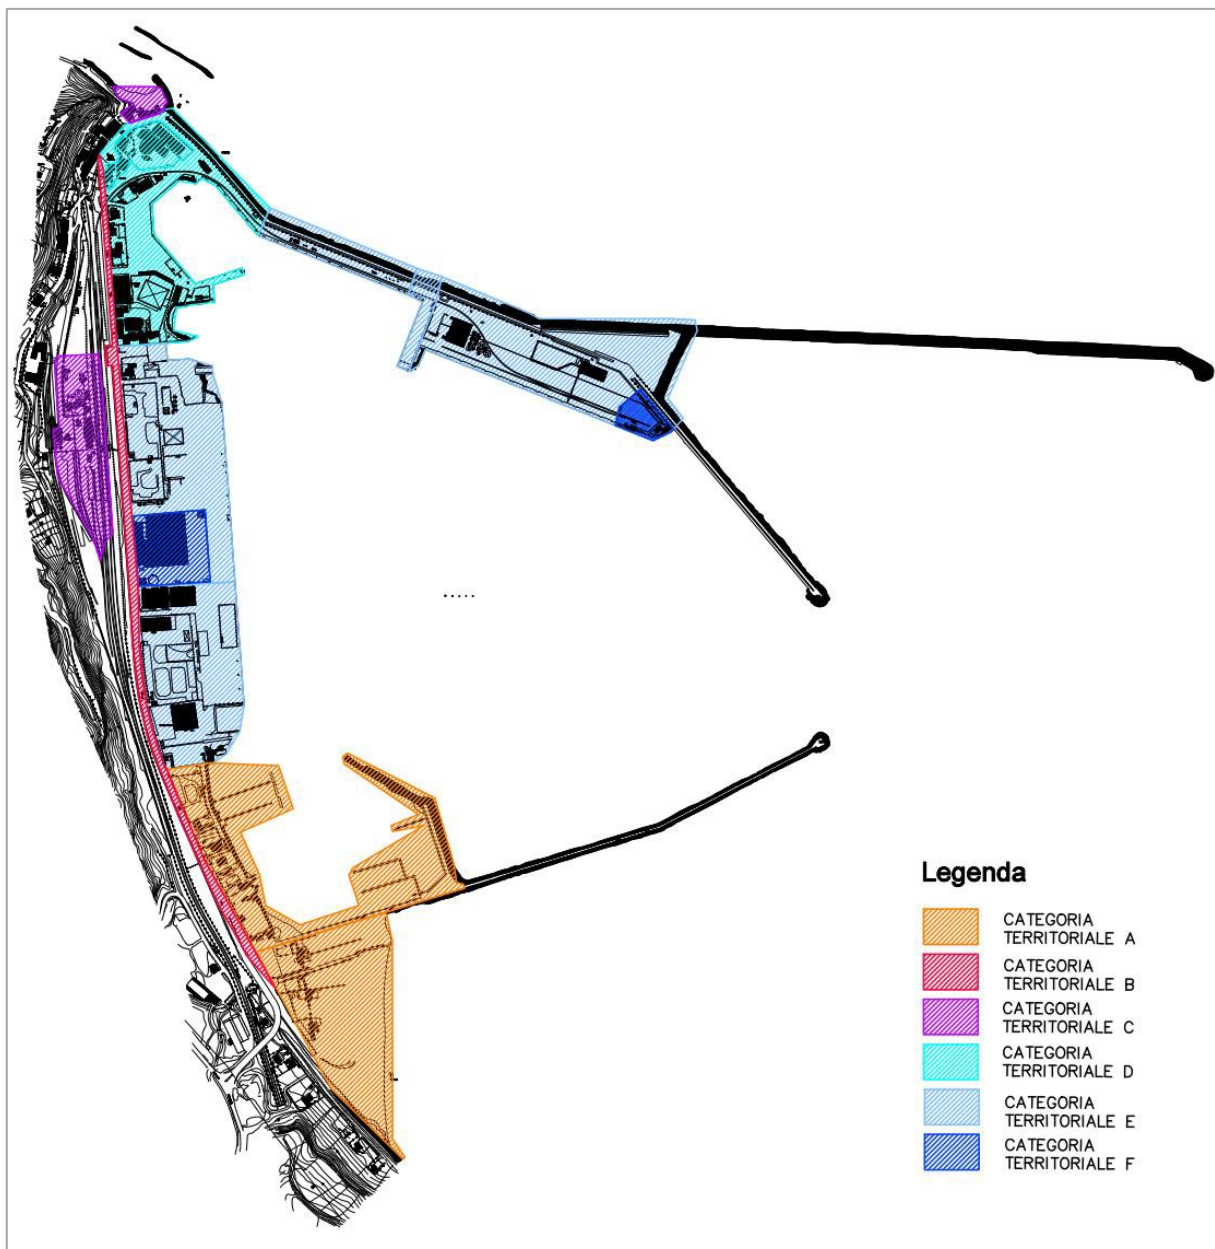 Legenda
CATEGORIA
TERRITORIALE A
CATEGORIA
TERRITORIALE B
CATEGORIA
TERRITORIALE C
CATEGORIA
TERRITORIALE D
CATEGORIA
TERRITORIALE E
CATEGORIA
TERRITORIALE F